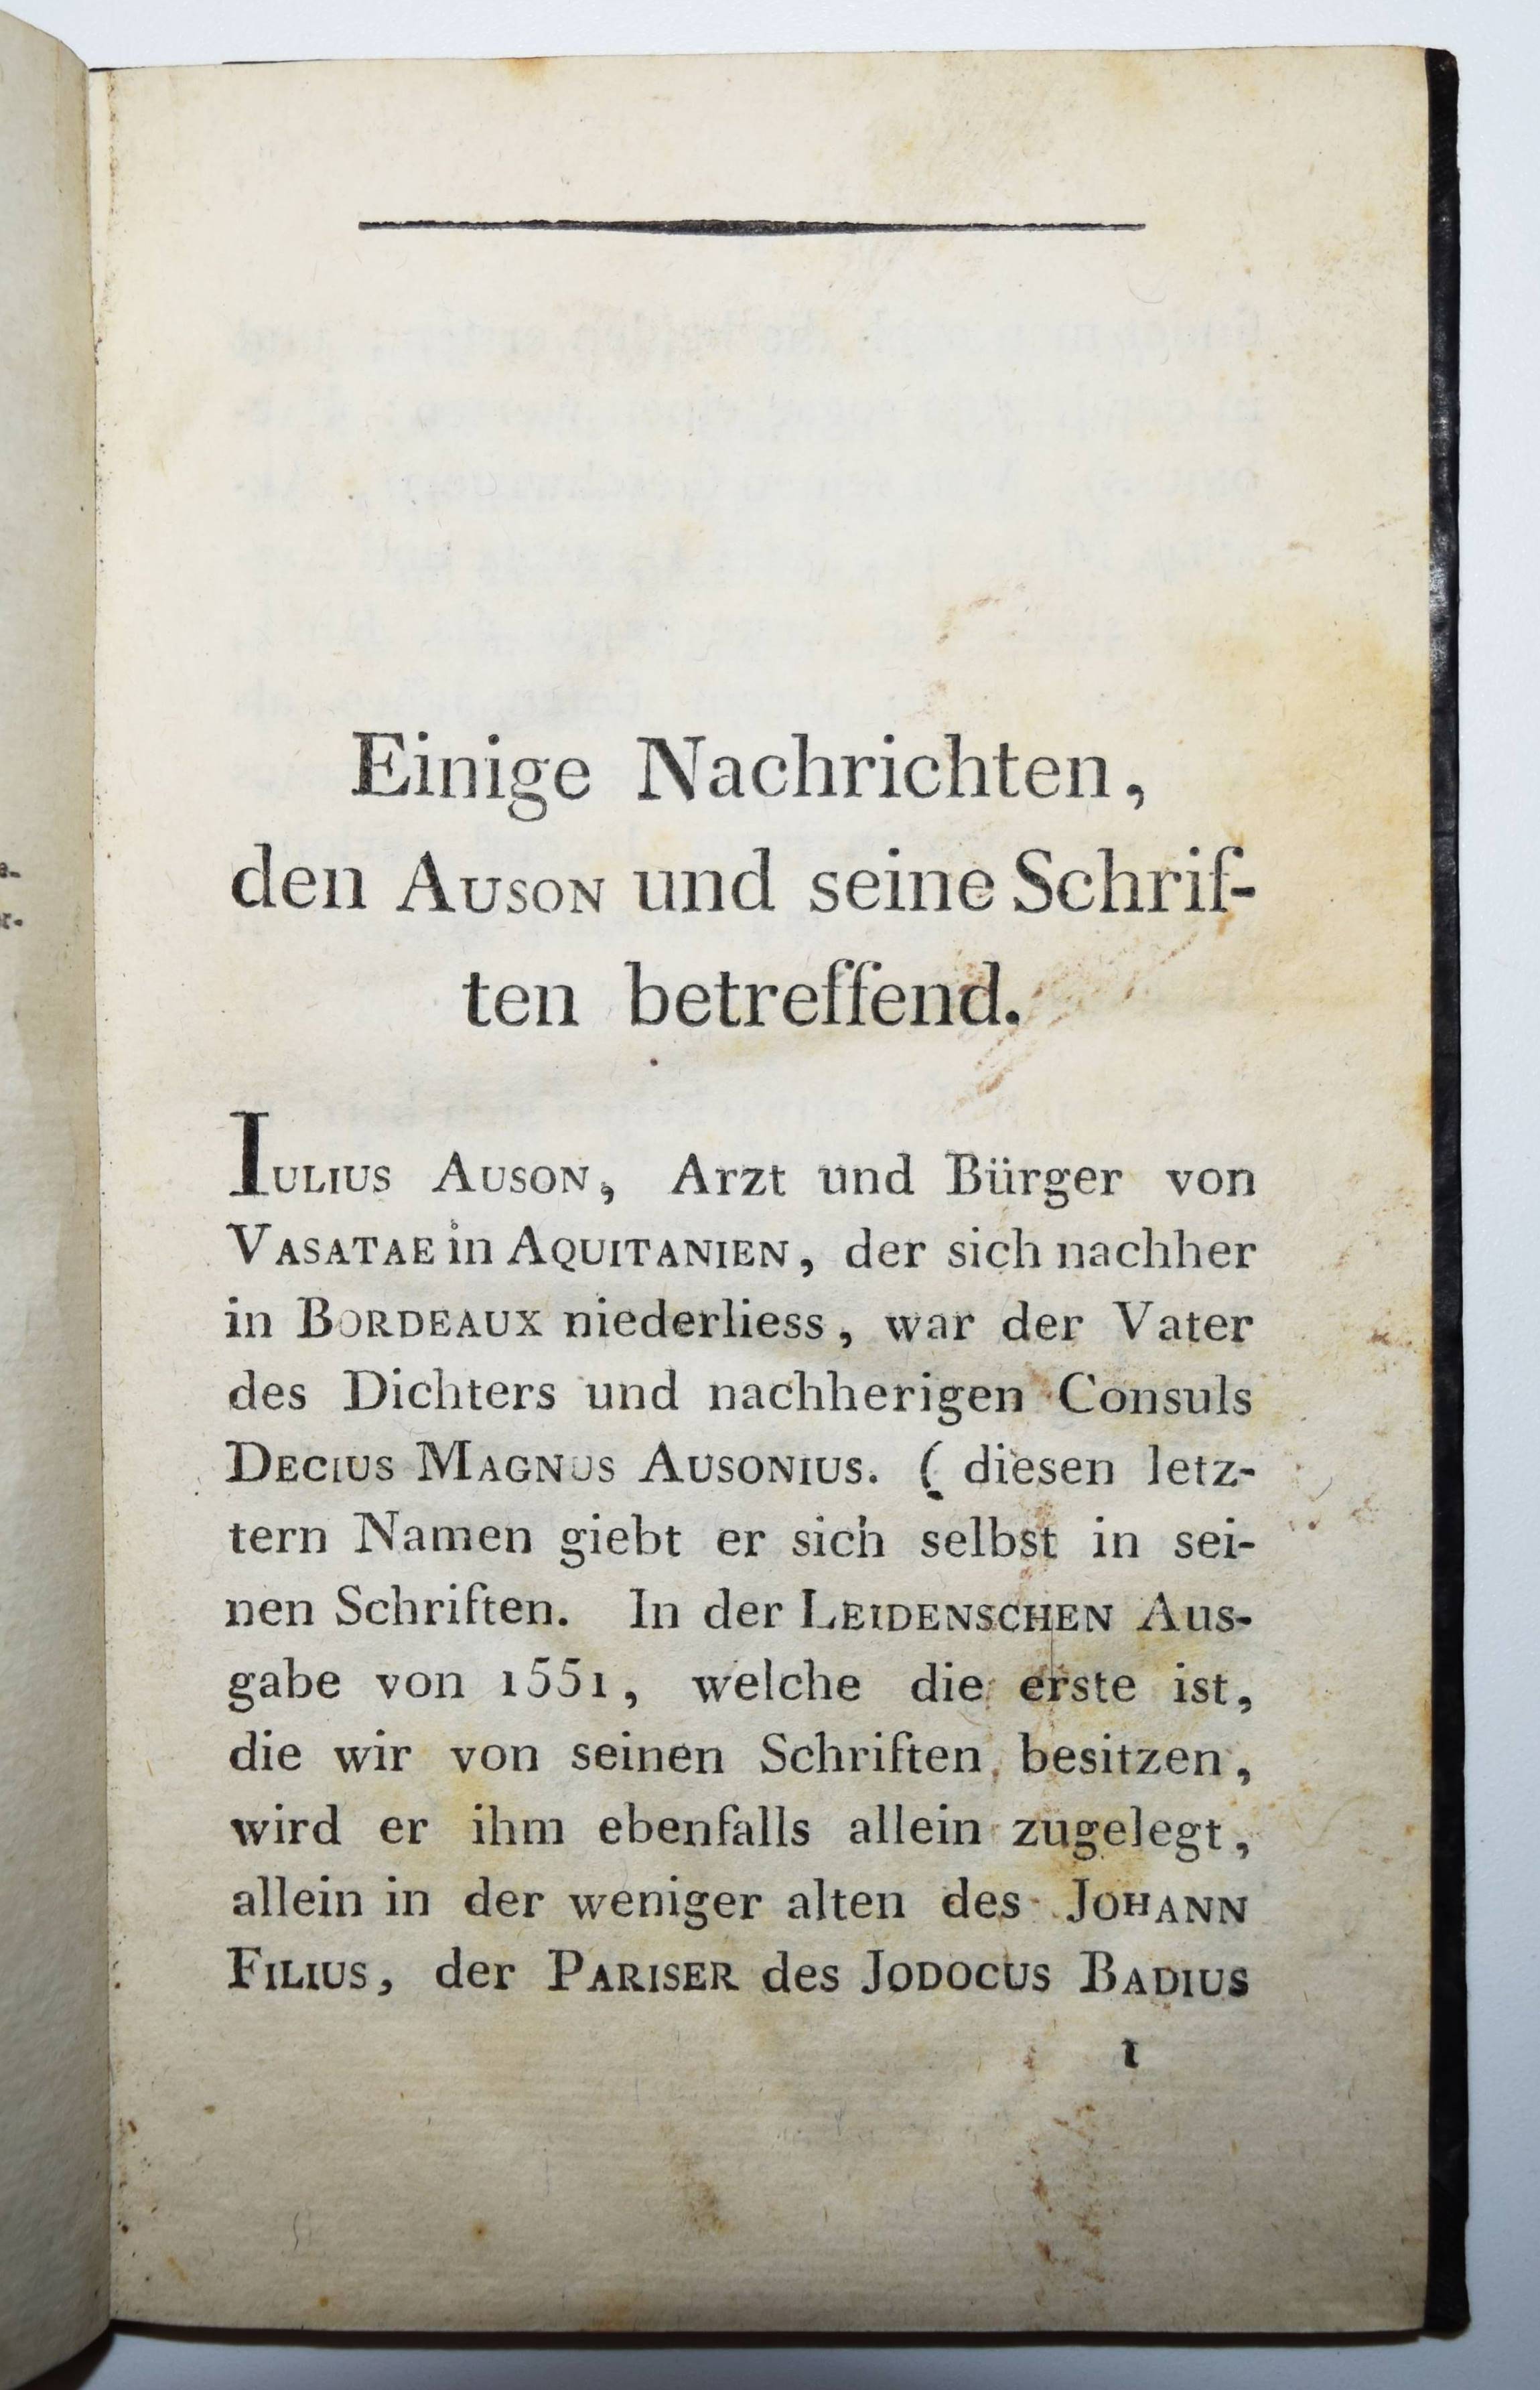 Einige Nachrichten,
den AUSON und seine Schrif-
ten betreffend.
IULIUS AUSON, Arzt und Bürger von
VASATAE in AQUITANIEN, der sich nachher
in BORDEAUX niederliess, war der Vater
des Dichters und nachherigen Consuls
DECIUS MAGNUS AUSONIUS. ( diesen letz-
tern Namen giebt er sich selbst in sei-
nen Schriften. In der LEIDENSCHEN Aus-
gabe von 1551, welche die erste ist,
die wir von seinen Schriften besitzen,
wird er ihm ebenfalls allein zugelegt,
allein in der weniger alten des JOHANN
FILIUS, der PARISER des JODOCUS BADIUS
1